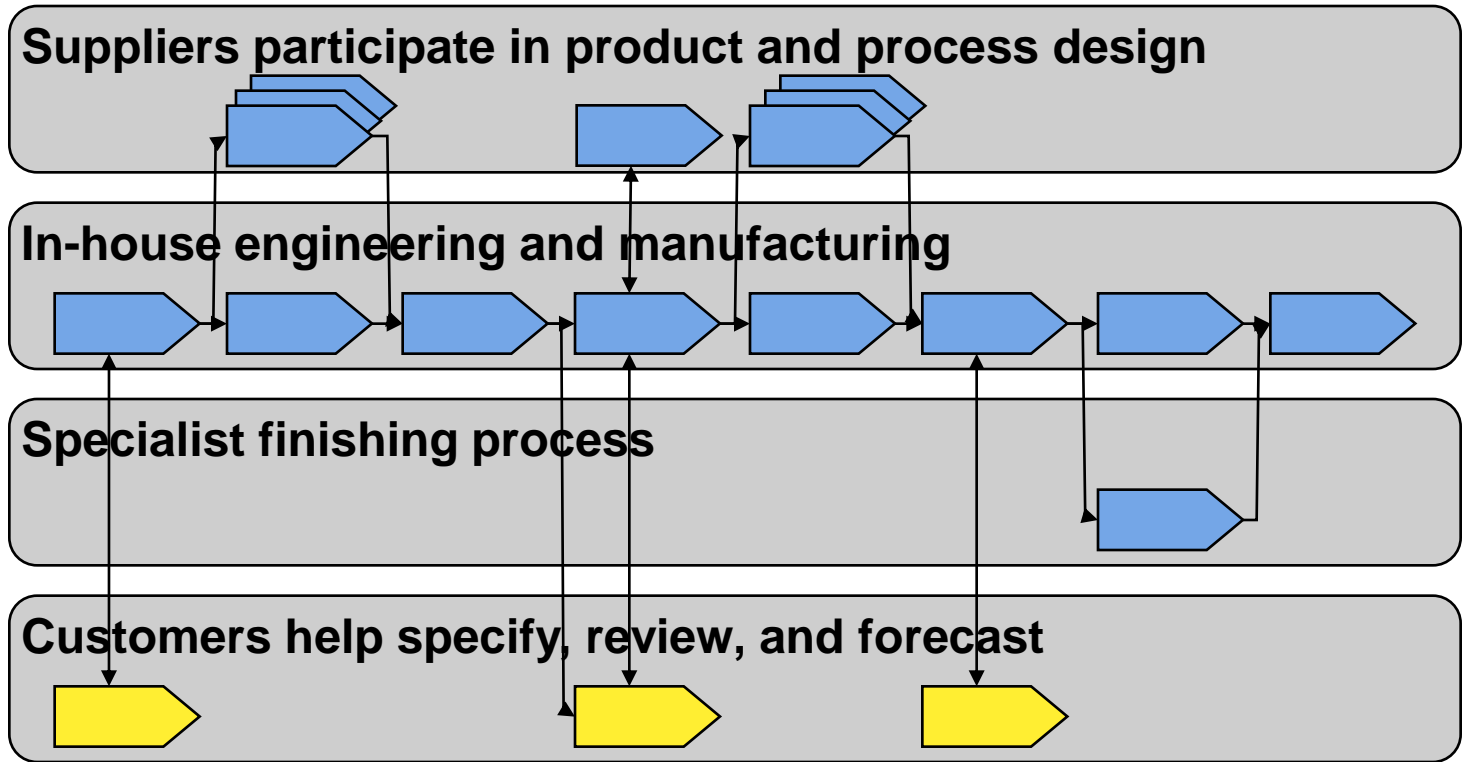 Suppliers participate in product and process design
In-house engineering and manufacturing
Specialist finishing process
Customers help specify, review, and forecast